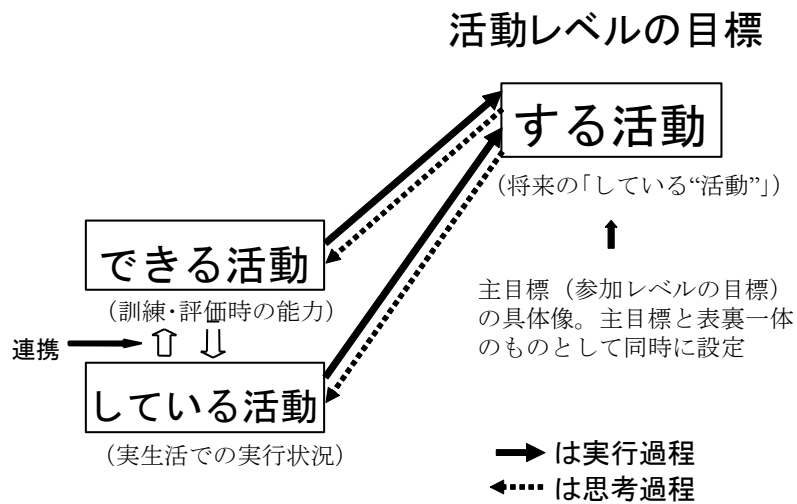 活動レベルの目標
する活動
(将来の「している“活動”」)
できる活動
(訓練・評価時の能力)
連携
している活動
(実生活での実行状況)
主目標(参加レベルの目標)
の具体像。主目標と表裏一体
のものとして同時に設定
は実行過程
は思考過程